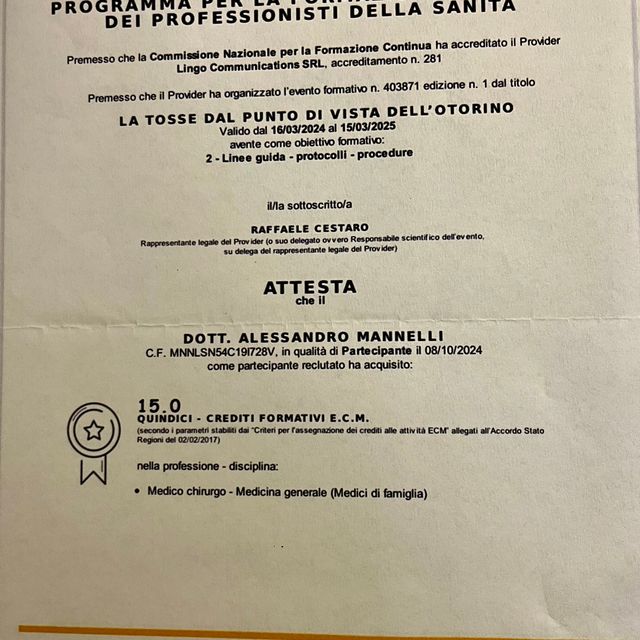 PROGRAMMA PER LA
DEI PROFESSIONISTI DELLA SANITÀ
Premesso che la Commissione Nazionale per la Formazione Continua ha accreditato il Provider
Lingo Communications SRL, accreditamento n. 281
Premesso che il Provider ha organizzato l'evento formativo n. 403871 edizione n. 1 dal titolo
LA TOSSE DAL PUNTO DI VISTA DELL'OTORINO
Valido dal 16/03/2024 al 15/03/2025
avente come obiettivo formativo:
2 - Linee guida - protocolli - procedure
il/la sottoscritto/a
RAFFAELE CESTARO
Rappresentante legale del Provider (o suo delegato ovvero Responsabile scientifico dell'evento,
su delega del rappresentante legale del Provider)
ATTESTA
che il
DOTT. ALESSANDRO MANNELLI
C.F. MNNLSN54C19I728V, in qualità di Partecipante il 08/10/2024
come partecipante reclutato ha acquisito:
15.0
QUINDICI - CREDITI FORMATIVI E.C.M.
(secondo i parametri stabiliti dai "Criteri per l'assegnazione dei crediti alle attività ECM" allegati all'Accordo Stato
Regioni del 02/02/2017)
nella professione - disciplina:
• Medico chirurgo - Medicina generale (Medici di famiglia)